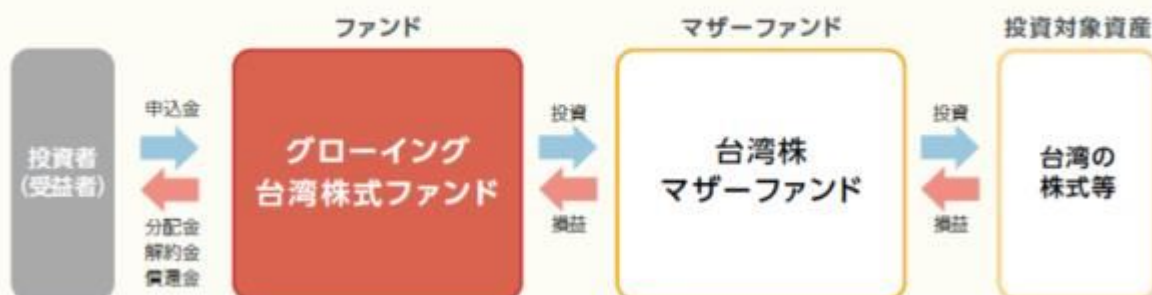 ファンド
マザーファンド
投資対象資産
投資者
(受益者)
申込金
分配金
解約金
償還金
グローイング
台湾株式ファンド
投資
損益
台湾株
マザーファンド
投資
損益
台湾の
株式等